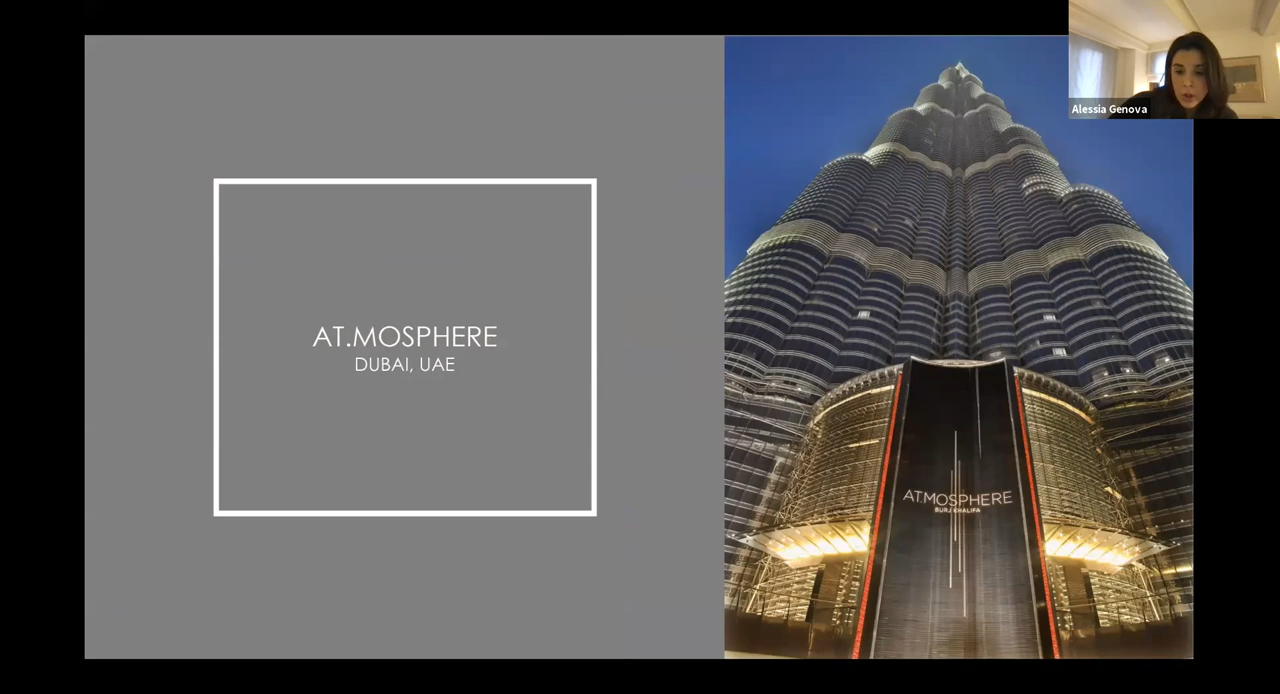 AT.MOSPHERE
DUBAI, UAE
AT.MOSPHERE
BURJ KHALIFA
Alessia Genova